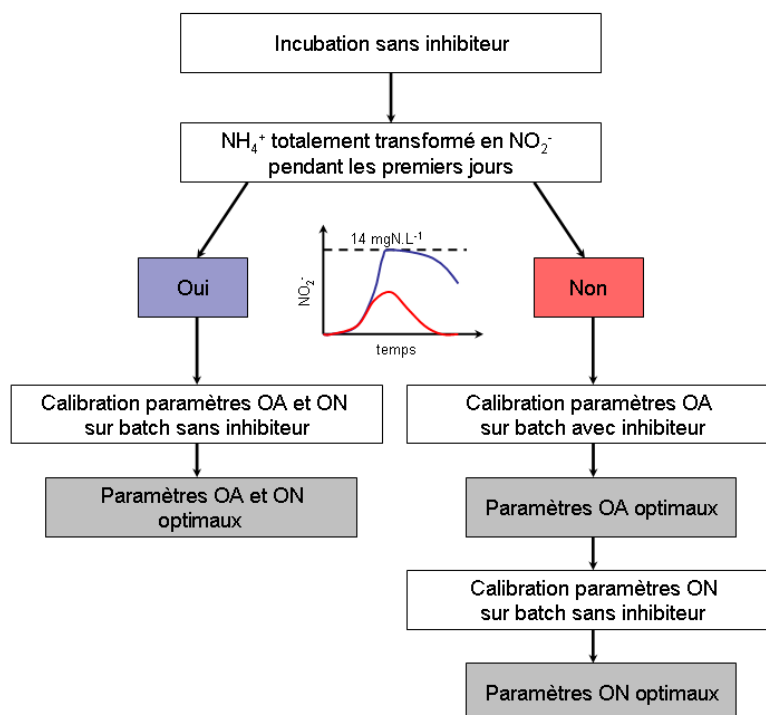 Incubation sans inhibiteur
NH₄⁺ totalement transformé en NO₂⁻
pendant les premiers jours
14 mgN.L⁻¹
NO₂⁻
temps
Oui
Non
Calibration paramètres OA et ON
sur batch sans inhibiteur
Paramètres OA et ON
optimaux
Calibration paramètres OA
sur batch avec inhibiteur
Paramètres OA optimaux
Calibration paramètres ON
sur batch sans inhibiteur
Paramètres ON optimaux